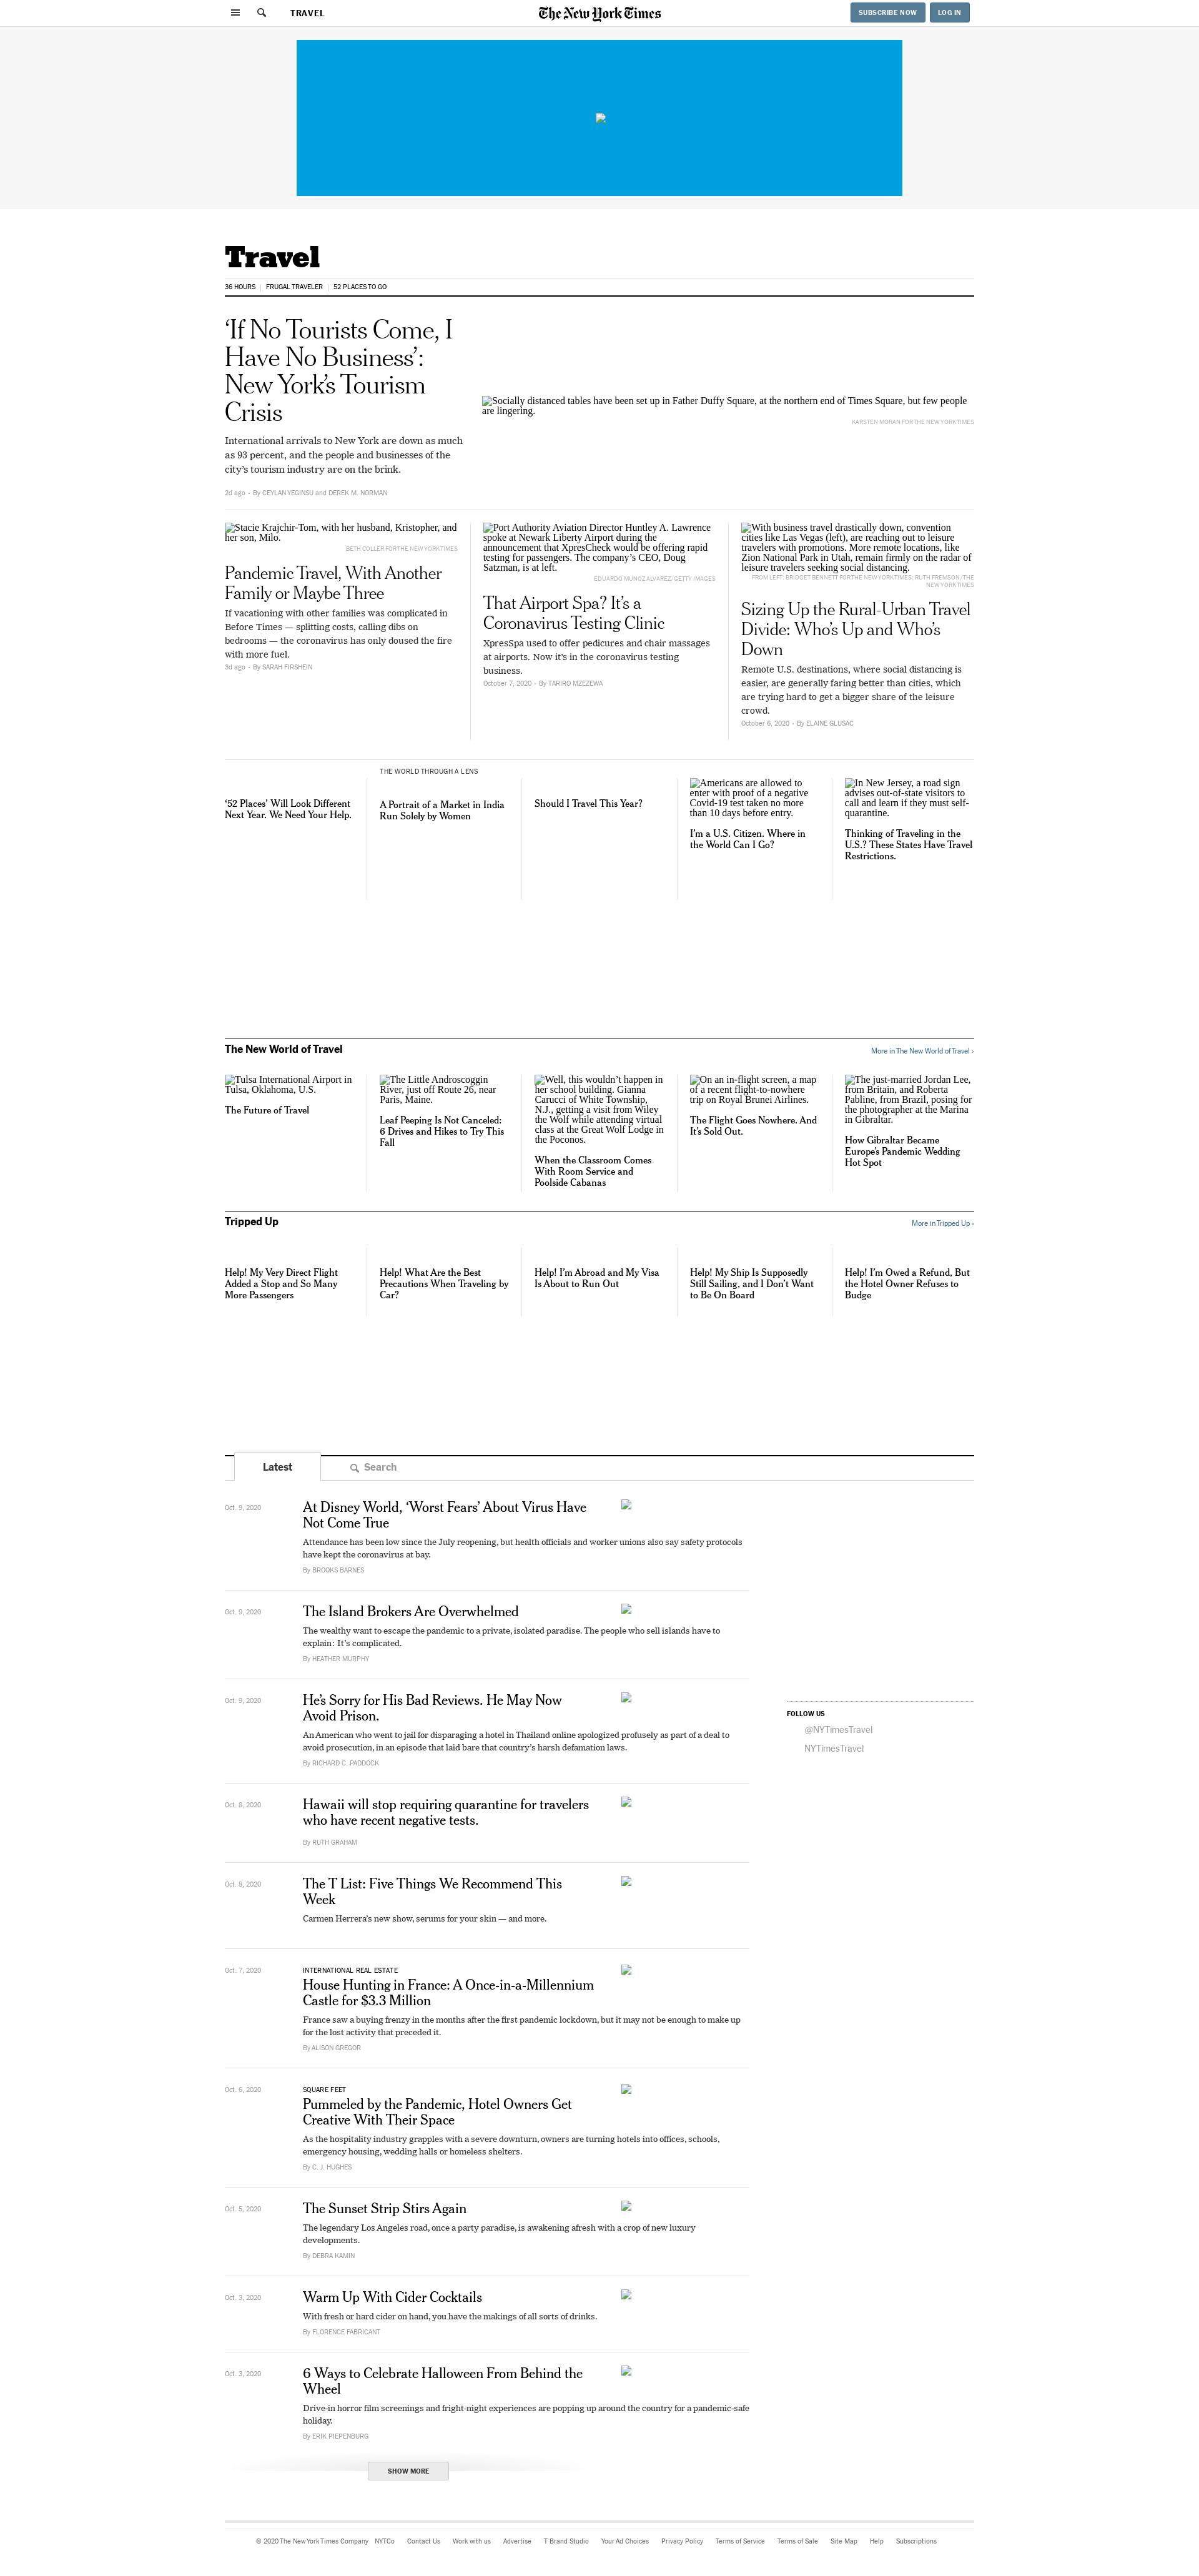 TRAVEL
The New York Times
SUBSCRIBE NOW
LOG IN
Travel
36 HOURS
FRUGAL TRAVELER
52 PLACES TO GO
‘If No Tourists Come, I
Have No Business’:
New York’s Tourism
Crisis
International arrivals to New York are down as much
as 93 percent, and the people and businesses of the
city’s tourism industry are on the brink.
2d ago - By CEYLAN YEGINSU and DEREK M. NORMAN
Socially distanced tables have been set up in Father Duffy Square, at the northern end of Times Square, but few people
are lingering.
KARSTEN MORAN FOR THE NEW YORK TIMES
Stacie Krajchir-Tom, with her husband, Kristopher, and
her son, Milo.
BETH COLLER FOR THE NEW YORK TIMES
Pandemic Travel, With Another
Family or Maybe Three
If vacationing with other families was complicated in
Before Times — splitting costs, calling dibs on
bedrooms — the coronavirus has only doused the fire
with more fuel.
3d ago - By SARAH FIRSHEIN
Port Authority Aviation Director Huntley A. Lawrence
spoke at Newark Liberty Airport during the
announcement that XpresCheck would be offering rapid
testing for passengers. The company’s CEO, Doug
Satzman, is at left.
EDUARDO MUNOZ ALVAREZ/GETTY IMAGES
That Airport Spa? It’s a
Coronavirus Testing Clinic
XpresSpa used to offer pedicures and chair massages
at airports. Now it’s in the coronavirus testing
business.
October 7, 2020 - By TARIRO MZEZEWA
With business travel drastically down, convention
cities like Las Vegas (left), are reaching out to leisure
travelers with promotions. More remote locations, like
Zion National Park in Utah, remain firmly on the radar of
leisure travelers seeking social distancing.
FROM LEFT: BRIDGET BENNETT FOR THE NEW YORK TIMES; RUTH FREMSON/THE
NEW YORK TIMES
Sizing Up the Rural-Urban Travel
Divide: Who’s Up and Who’s
Down
Remote U.S. destinations, where social distancing is
easier, are generally faring better than cities, which
are trying hard to get a bigger share of the leisure
crowd.
October 6, 2020 - By ELAINE GLUSAC
‘52 Places’ Will Look Different
Next Year. We Need Your Help.
THE WORLD THROUGH A LENS
A Portrait of a Market in India
Run Solely by Women
Should I Travel This Year?
Americans are allowed to
enter with proof of a negative
Covid-19 test taken no more
than 10 days before entry.
I’m a U.S. Citizen. Where in
the World Can I Go?
In New Jersey, a road sign
advises out-of-state visitors to
call and learn if they must self-
quarantine.
Thinking of Traveling in the
U.S.? These States Have Travel
Restrictions.
The New World of Travel
More in The New World of Travel ›
Tulsa International Airport in
Tulsa, Oklahoma, U.S.
The Future of Travel
The Little Androscoggin
River, just off Route 26, near
Paris, Maine.
Leaf Peeping Is Not Canceled:
6 Drives and Hikes to Try This
Fall
Well, this wouldn’t happen in
her school building. Gianna
Carucci of White Township,
N.J., getting a visit from Wiley
the Wolf while attending virtual
class at the Great Wolf Lodge in
the Poconos.
When the Classroom Comes
With Room Service and
Poolside Cabanas
On an in-flight screen, a map
of a recent flight-to-nowhere
trip on Royal Brunei Airlines.
The Flight Goes Nowhere. And
It’s Sold Out.
The just-married Jordan Lee,
from Britain, and Roberta
Pabline, from Brazil, posing for
the photographer at the Marina
in Gibraltar.
How Gibraltar Became
Europe’s Pandemic Wedding
Hot Spot
Tripped Up
More in Tripped Up ›
Help! My Very Direct Flight
Added a Stop and So Many
More Passengers
Help! What Are the Best
Precautions When Traveling by
Car?
Help! I’m Abroad and My Visa
Is About to Run Out
Help! My Ship Is Supposedly
Still Sailing, and I Don’t Want
to Be On Board
Help! I’m Owed a Refund, But
the Hotel Owner Refuses to
Budge
Latest
Search
Oct. 9, 2020
At Disney World, ‘Worst Fears’ About Virus Have
Not Come True
Attendance has been low since the July reopening, but health officials and worker unions also say safety protocols
have kept the coronavirus at bay.
By BROOKS BARNES
Oct. 9, 2020
The Island Brokers Are Overwhelmed
The wealthy want to escape the pandemic to a private, isolated paradise. The people who sell islands have to
explain: It’s complicated.
By HEATHER MURPHY
Oct. 9, 2020
He’s Sorry for His Bad Reviews. He May Now
Avoid Prison.
An American who went to jail for disparaging a hotel in Thailand online apologized profusely as part of a deal to
avoid prosecution, in an episode that laid bare that country’s harsh defamation laws.
By RICHARD C. PADDOCK
FOLLOW US
@NYTimesTravel
NYTimesTravel
Oct. 8, 2020
Hawaii will stop requiring quarantine for travelers
who have recent negative tests.
By RUTH GRAHAM
Oct. 8, 2020
The T List: Five Things We Recommend This
Week
Carmen Herrera’s new show, serums for your skin — and more.
Oct. 7, 2020
INTERNATIONAL REAL ESTATE
House Hunting in France: A Once-in-a-Millennium
Castle for $3.3 Million
France saw a buying frenzy in the months after the first pandemic lockdown, but it may not be enough to make up
for the lost activity that preceded it.
By ALISON GREGOR
Oct. 6, 2020
SQUARE FEET
Pummeled by the Pandemic, Hotel Owners Get
Creative With Their Space
As the hospitality industry grapples with a severe downturn, owners are turning hotels into offices, schools,
emergency housing, wedding halls or homeless shelters.
By C. J. HUGHES
Oct. 5, 2020
The Sunset Strip Stirs Again
The legendary Los Angeles road, once a party paradise, is awakening afresh with a crop of new luxury
developments.
By DEBRA KAMIN
Oct. 3, 2020
Warm Up With Cider Cocktails
With fresh or hard cider on hand, you have the makings of all sorts of drinks.
By FLORENCE FABRICANT
Oct. 3, 2020
6 Ways to Celebrate Halloween From Behind the
Wheel
Drive-in horror film screenings and fright-night experiences are popping up around the country for a pandemic-safe
holiday.
By ERIK PIEPENBURG
SHOW MORE
© 2020 The New York Times Company
NYTCo
Contact Us
Work with us
Advertise
T Brand Studio
Your Ad Choices
Privacy Policy
Terms of Service
Terms of Sale
Site Map
Help
Subscriptions